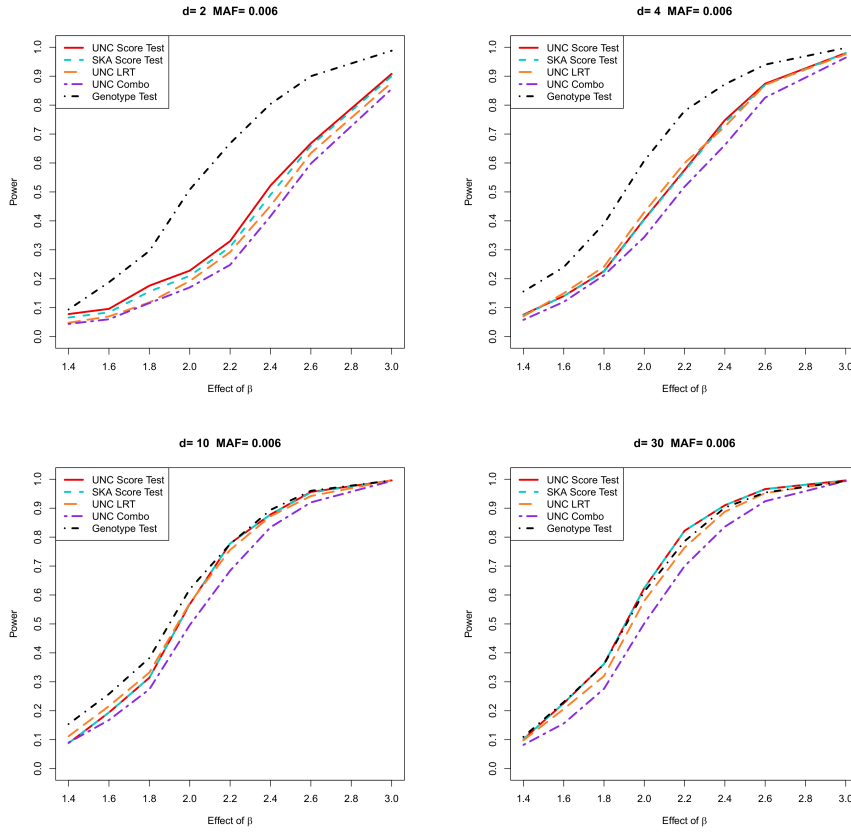 d= 2 MAF= 0.006
UNC Score Test
SKA Score Test
UNC LRT
UNC Combo
Genotype Test
Power
0.0 0.1 0.2 0.3 0.4 0.5 0.6 0.7 0.8 0.9 1.0
1.4 1.6 1.8 2.0 2.2 2.4 2.6 3.0
Effect of β
d= 4 MAF= 0.006
UNC Score Test
SKA Score Test
UNC LRT
UNC Combo
Genotype Test
Power
0.0 0.1 0.2 0.3 0.4 0.5 0.6 0.7 0.8 0.9 1.0
1.4 1.6 1.8 2.0 2.2 2.4 2.6 3.0
Effect of β
d= 10 MAF= 0.006
UNC Score Test
SKA Score Test
UNC LRT
UNC Combo
Genotype Test
Power
0.0 0.1 0.2 0.3 0.4 0.5 0.6 0.7 0.8 0.9 1.0
1.4 1.6 1.8 2.0 2.2 2.4 2.6 3.0
Effect of β
d= 30 MAF= 0.006
UNC Score Test
SKA Score Test
UNC LRT
UNC Combo
Genotype Test
Power
0.0 0.1 0.2 0.3 0.4 0.5 0.6 0.7 0.8 0.9 1.0
1.4 1.6 1.8 2.0 2.2 2.4 2.6 3.0
Effect of β